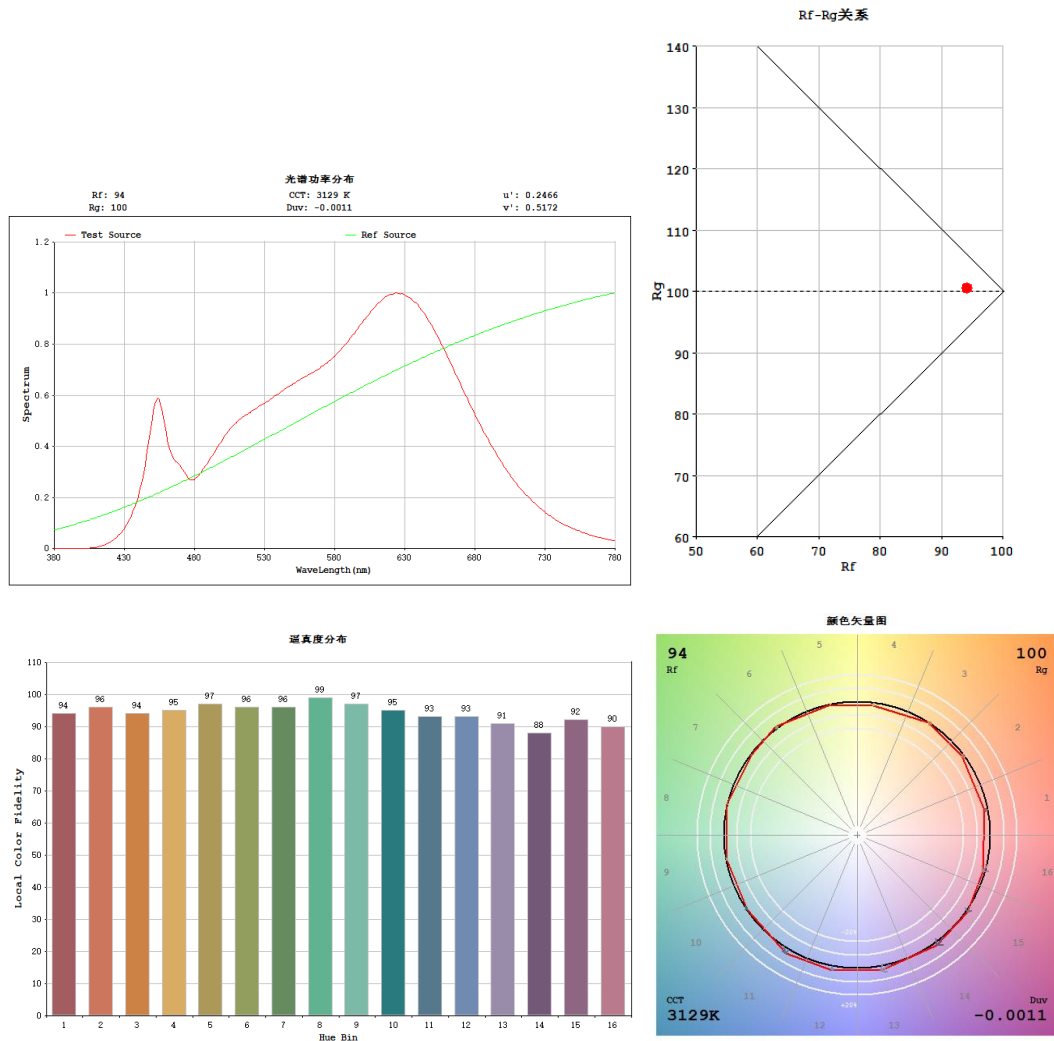 Rf-Rg关系
140
130
120
110
100
90
80
70
60
Rg
50 60 70 80 90 100
Rf
光谱功率分布
Rf: 94 CCT: 3129 K u': 0.2466
Rg: 100 Duv: -0.0011 v': 0.5172
Test Source Ref Source
1.2
1
0.8
0.6
0.4
0.2
0
Spectrum
380 430 480 530 580 630 680 730 780
WaveLength(nm)
逼真度分布
110
100
90
80
70
60
50
40
30
20
10
0
Local Color Fidelity
94 96 94 95 97 96 96 99 97 95 93 93 91 88 92 90
1 2 3 4 5 6 7 8 9 10 11 12 13 14 15 16
Hue Bin
颜色矢量图
94 100
Rf Rg
5 4
6 3
7 2
8 1
9 16
10 15
11 14
12 13
-20%
+20%
CCT Duv
3129K -0.0011